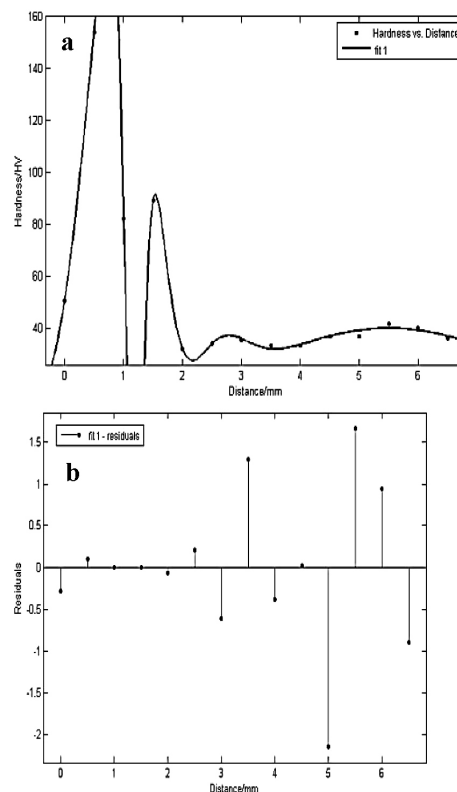 160
a
Hardness vs. Distance
fit 1
140
120
100
80
60
40
Hardness/HV
0 1 2 3 4 5 6
Distance/mm
fit 1 - residuals
b
1.5
1
0.5
0
-0.5
-1
-1.5
-2
Residuals
0 1 2 3 4 5 6
Distance/mm